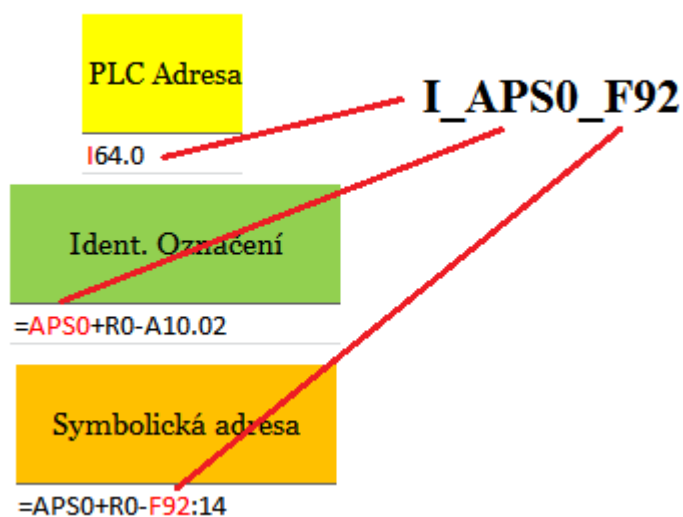 PLC Adresa
I_APS0_F92
I64.0
Ident. Označení
=APS0+R0-A10.02
Symbolická adresa
=APS0+R0-F92:14